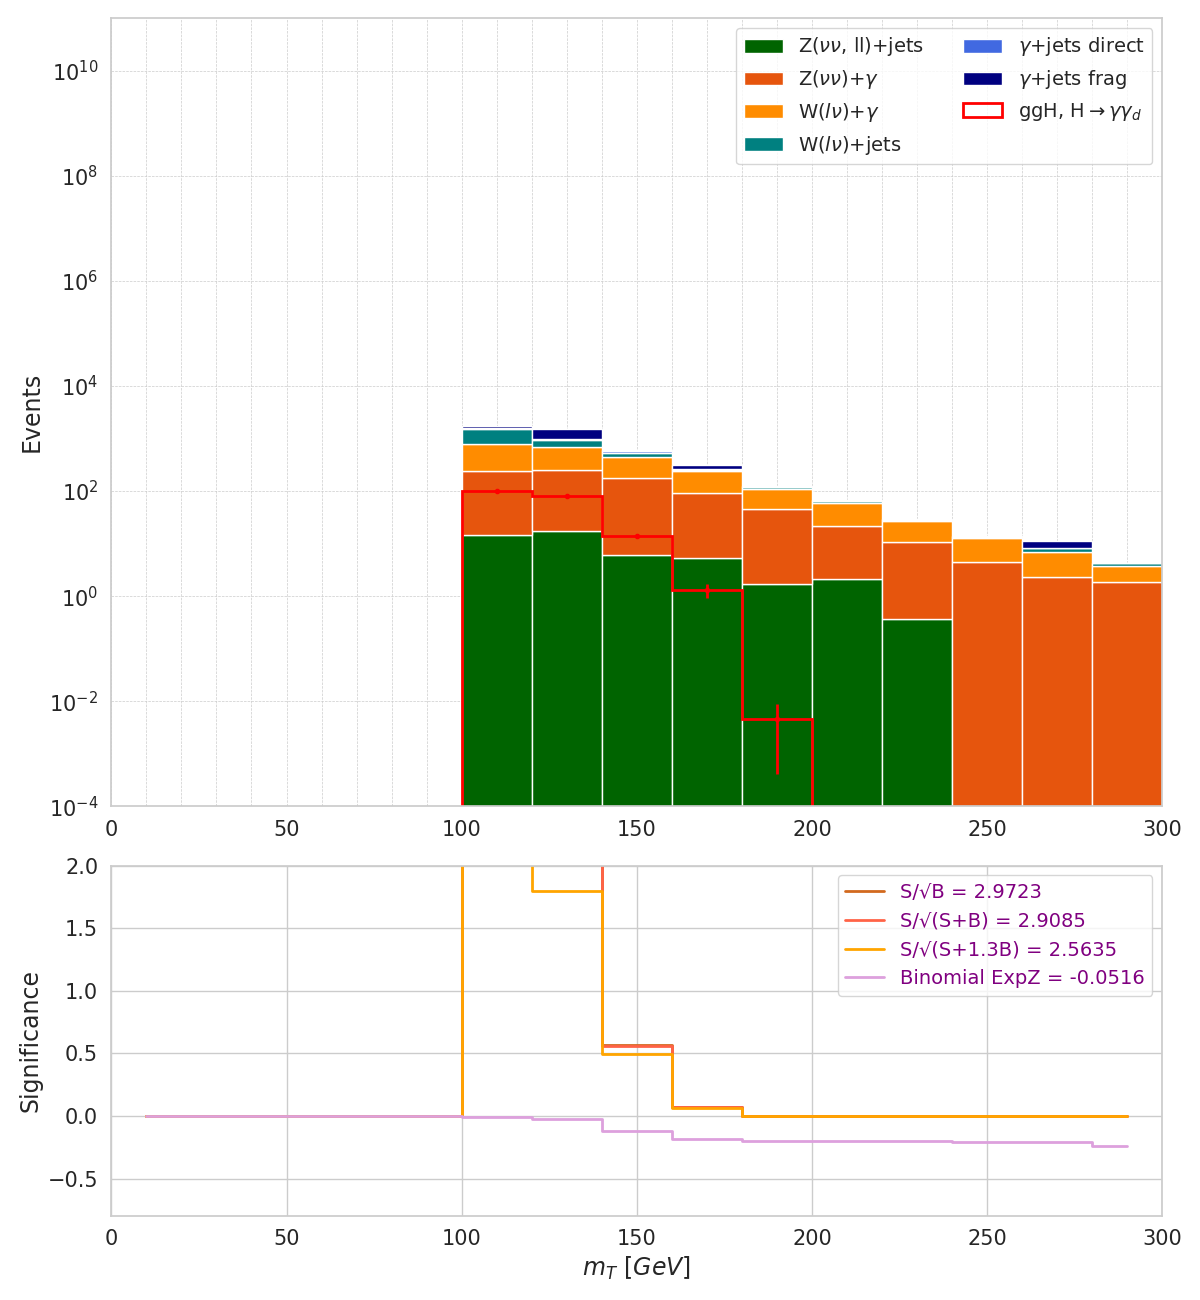 Z(νν, ll)+jets
Z(νν)+γ
W(lν)+γ
W(lν)+jets
γ+jets direct
γ+jets frag
ggH, H→γγ_d
Events
10^10
10^8
10^6
10^4
10^2
10^0
10^−2
10^−4
0 50 100 150 200 250 300
S/√B = 2.9723
S/√(S+B) = 2.9085
S/√(S+1.3B) = 2.5635
Binomial ExpZ = -0.0516
Significance
2.0
1.5
1.0
0.5
0.0
−0.5
0 50 100 150 200 250 300
m_T [GeV]